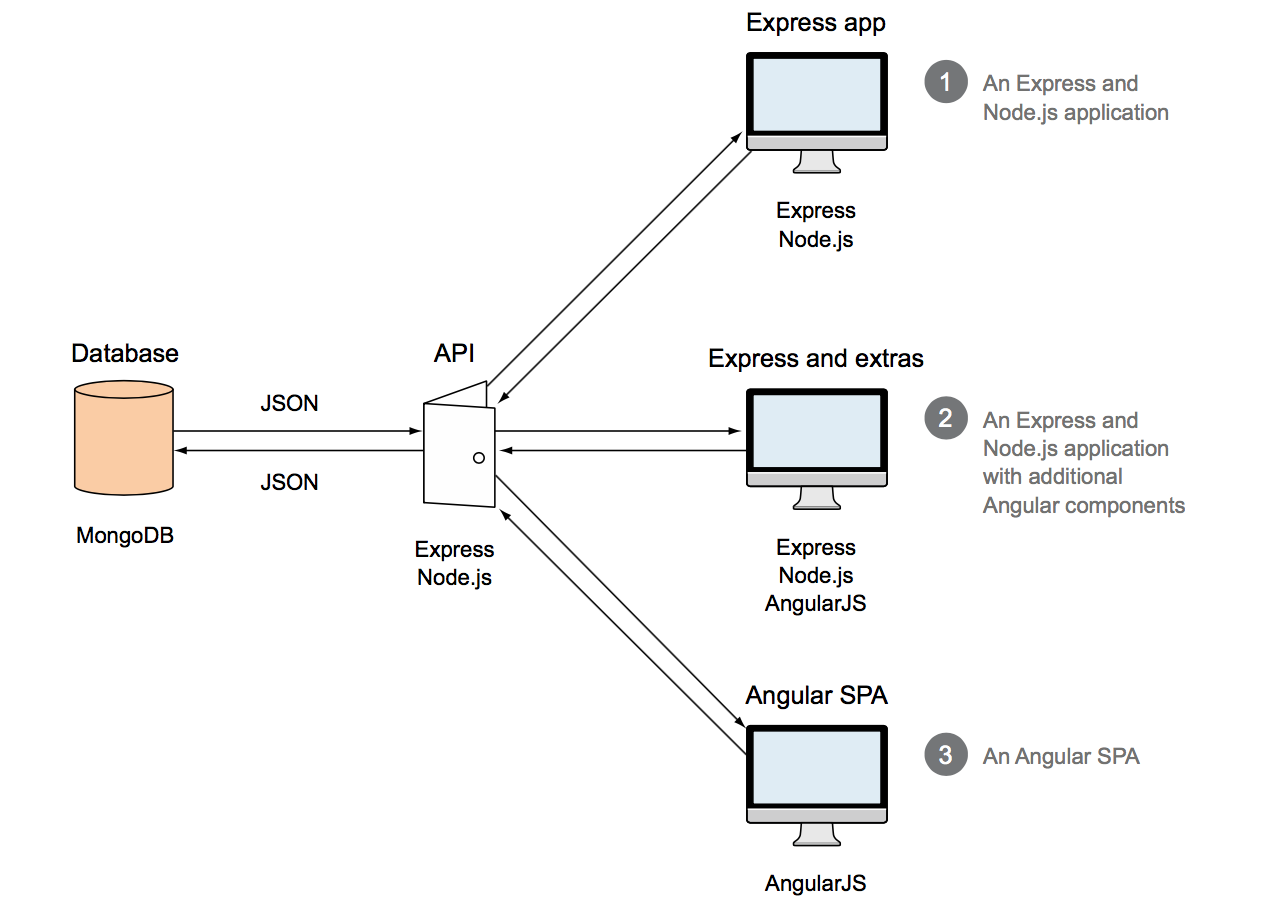 Express app
1
An Express and
Node.js application
Express
Node.js
Database
JSON
JSON
MongoDB
API
Express
Node.js
Express and extras
2
An Express and
Node.js application
with additional
Angular components
Express
Node.js
AngularJS
Angular SPA
3
An Angular SPA
AngularJS